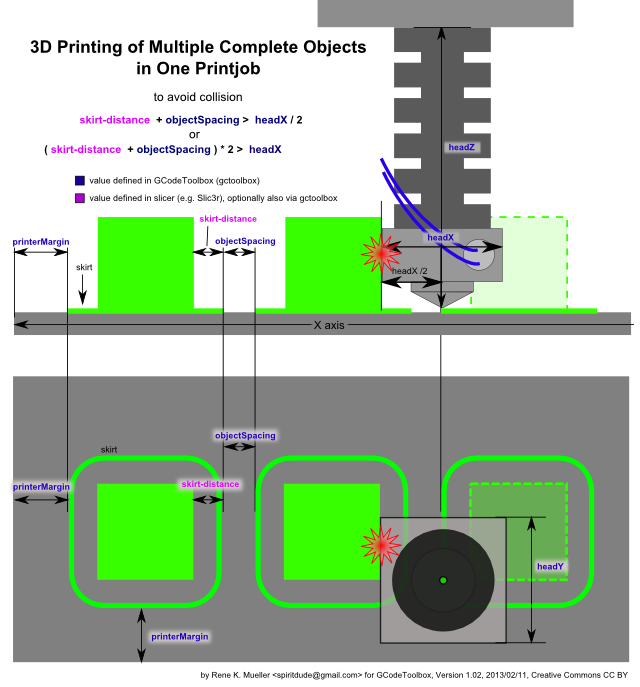 3D Printing of Multiple Complete Objects
in One Printjob
to avoid collision
skirt-distance + objectSpacing > headX / 2
or
( skirt-distance + objectSpacing ) * 2 > headX
value defined in GCodeToolbox (gctoolbox)
value defined in slicer (e.g. Slic3r), optionally also via gctoolbox
headZ
skirt-distance
printerMargin
objectSpacing
headX
skirt
headX /2
X axis
objectSpacing
skirt
printerMargin
skirt-distance
headY
printerMargin
by Rene K. Mueller <spiritdude@gmail.com> for GCodeToolbox, Version 1.02, 2013/02/11, Creative Commons CC BY